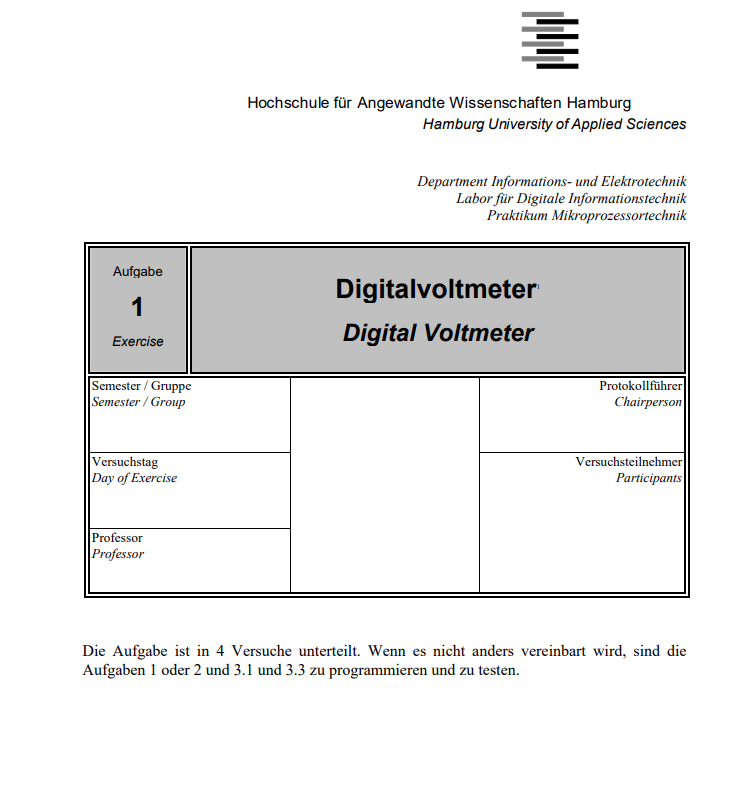 Hochschule für Angewandte Wissenschaften Hamburg
Hamburg University of Applied Sciences
Department Informations- und Elektrotechnik
Labor für Digitale Informationstechnik
Praktikum Mikroprozessortechnik
Aufgabe
1
Exercise
Digitalvoltmeter
Digital Voltmeter
Semester / Gruppe
Semester / Group
Versuchstag
Day of Exercise
Professor
Professor
Protokollführer
Chairperson
Versuchsteilnehmer
Participants
Die Aufgabe ist in 4 Versuche unterteilt. Wenn es nicht anders vereinbart wird, sind die
Aufgaben 1 oder 2 und 3.1 und 3.3 zu programmieren und zu testen.